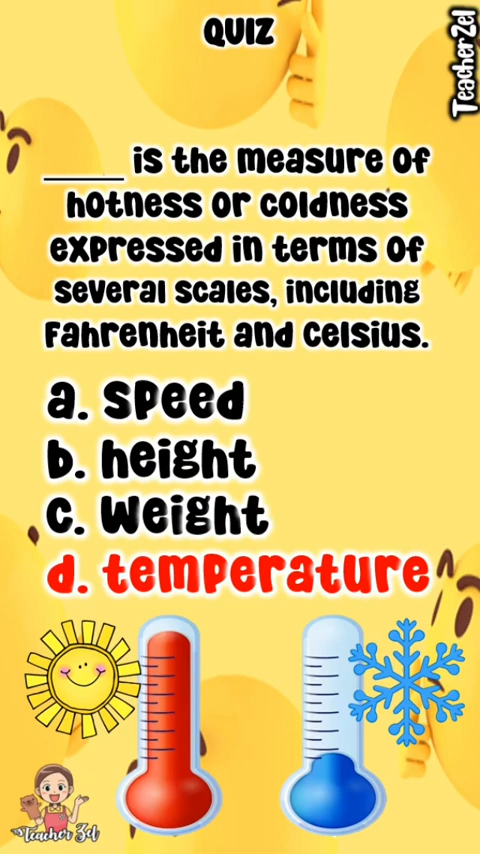 QUIZ
TeacherZel
_____ is the measure of
hotness or coldness
expressed in terms of
several scales, including
Fahrenheit and Celsius.
a. speed
b. height
c. Weight
d. temperature
Teacher Zel